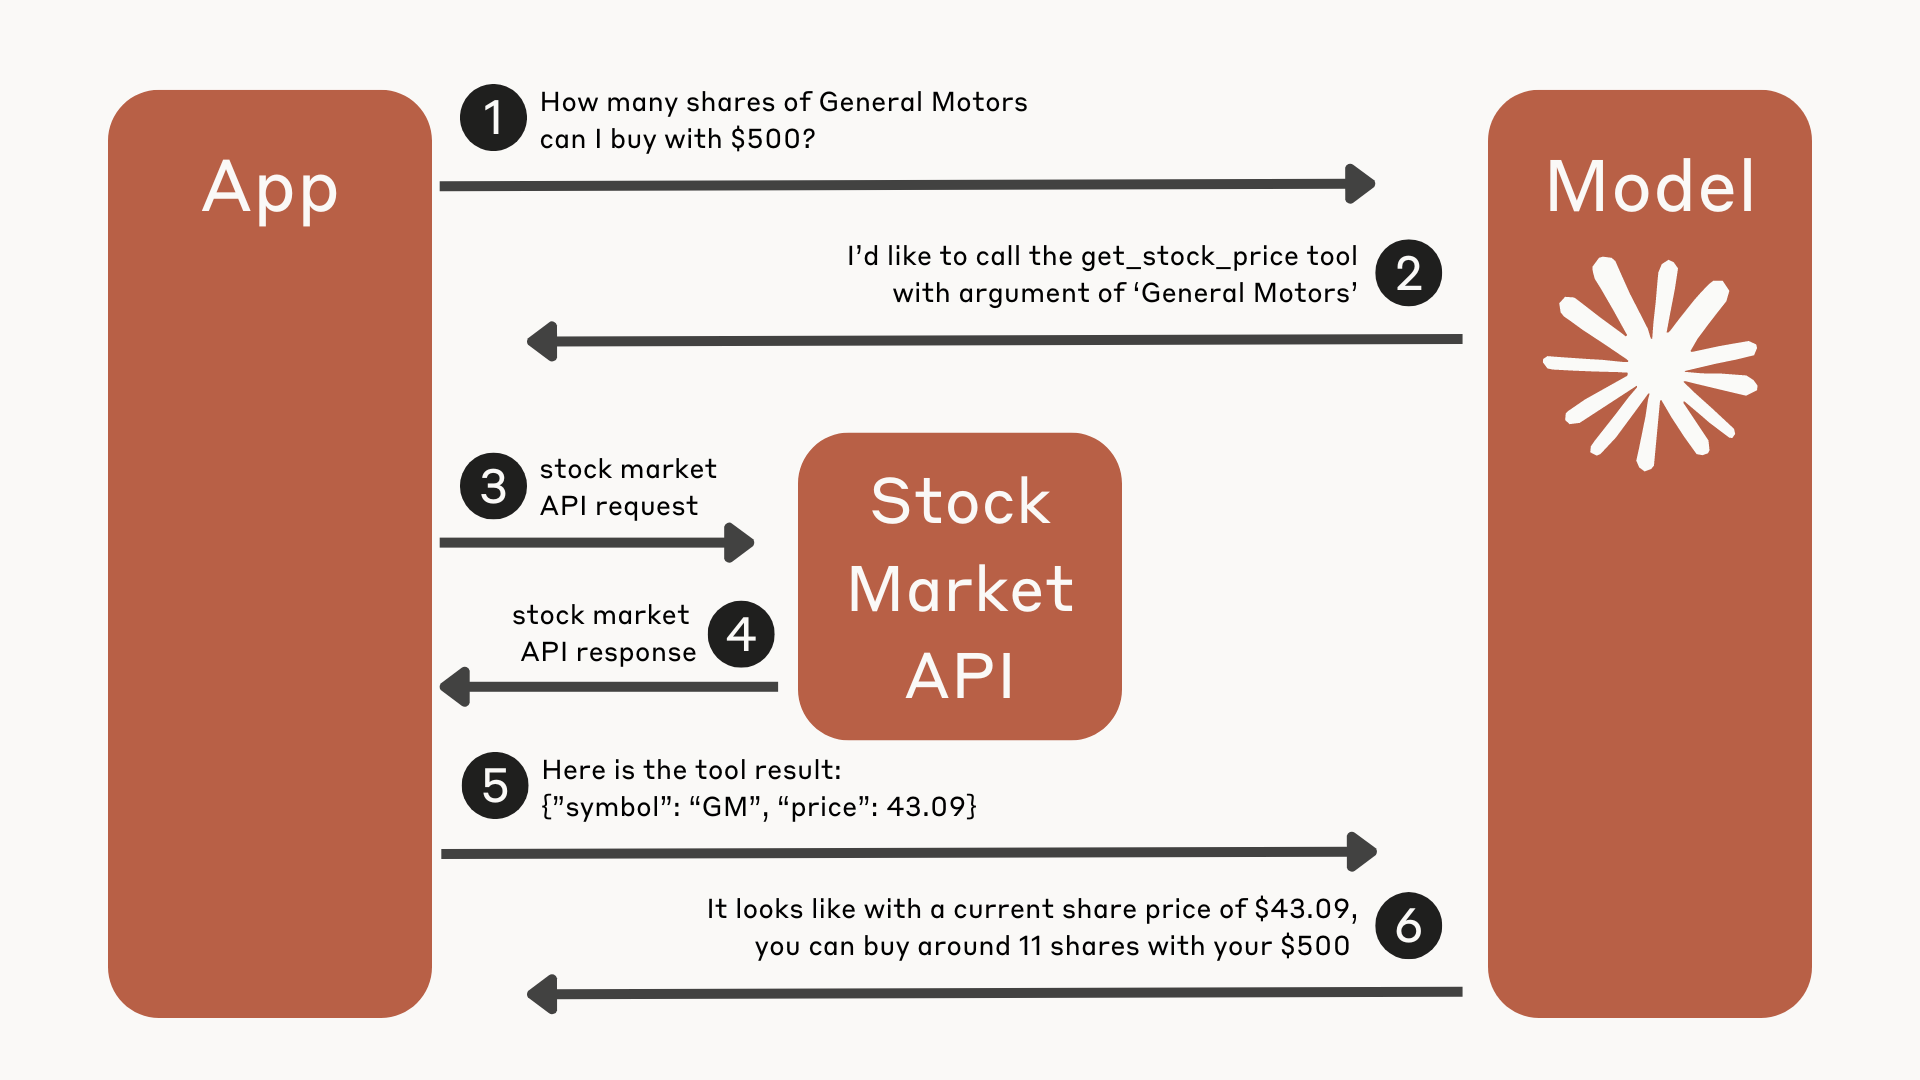 App
1
How many shares of General Motors
can I buy with $500?
Model
I’d like to call the get_stock_price tool
with argument of ‘General Motors’
2
3
stock market
API request
Stock
Market
API
stock market
API response
4
5
Here is the tool result:
{”symbol”: “GM”, “price”: 43.09}
It looks like with a current share price of $43.09,
you can buy around 11 shares with your $500
6